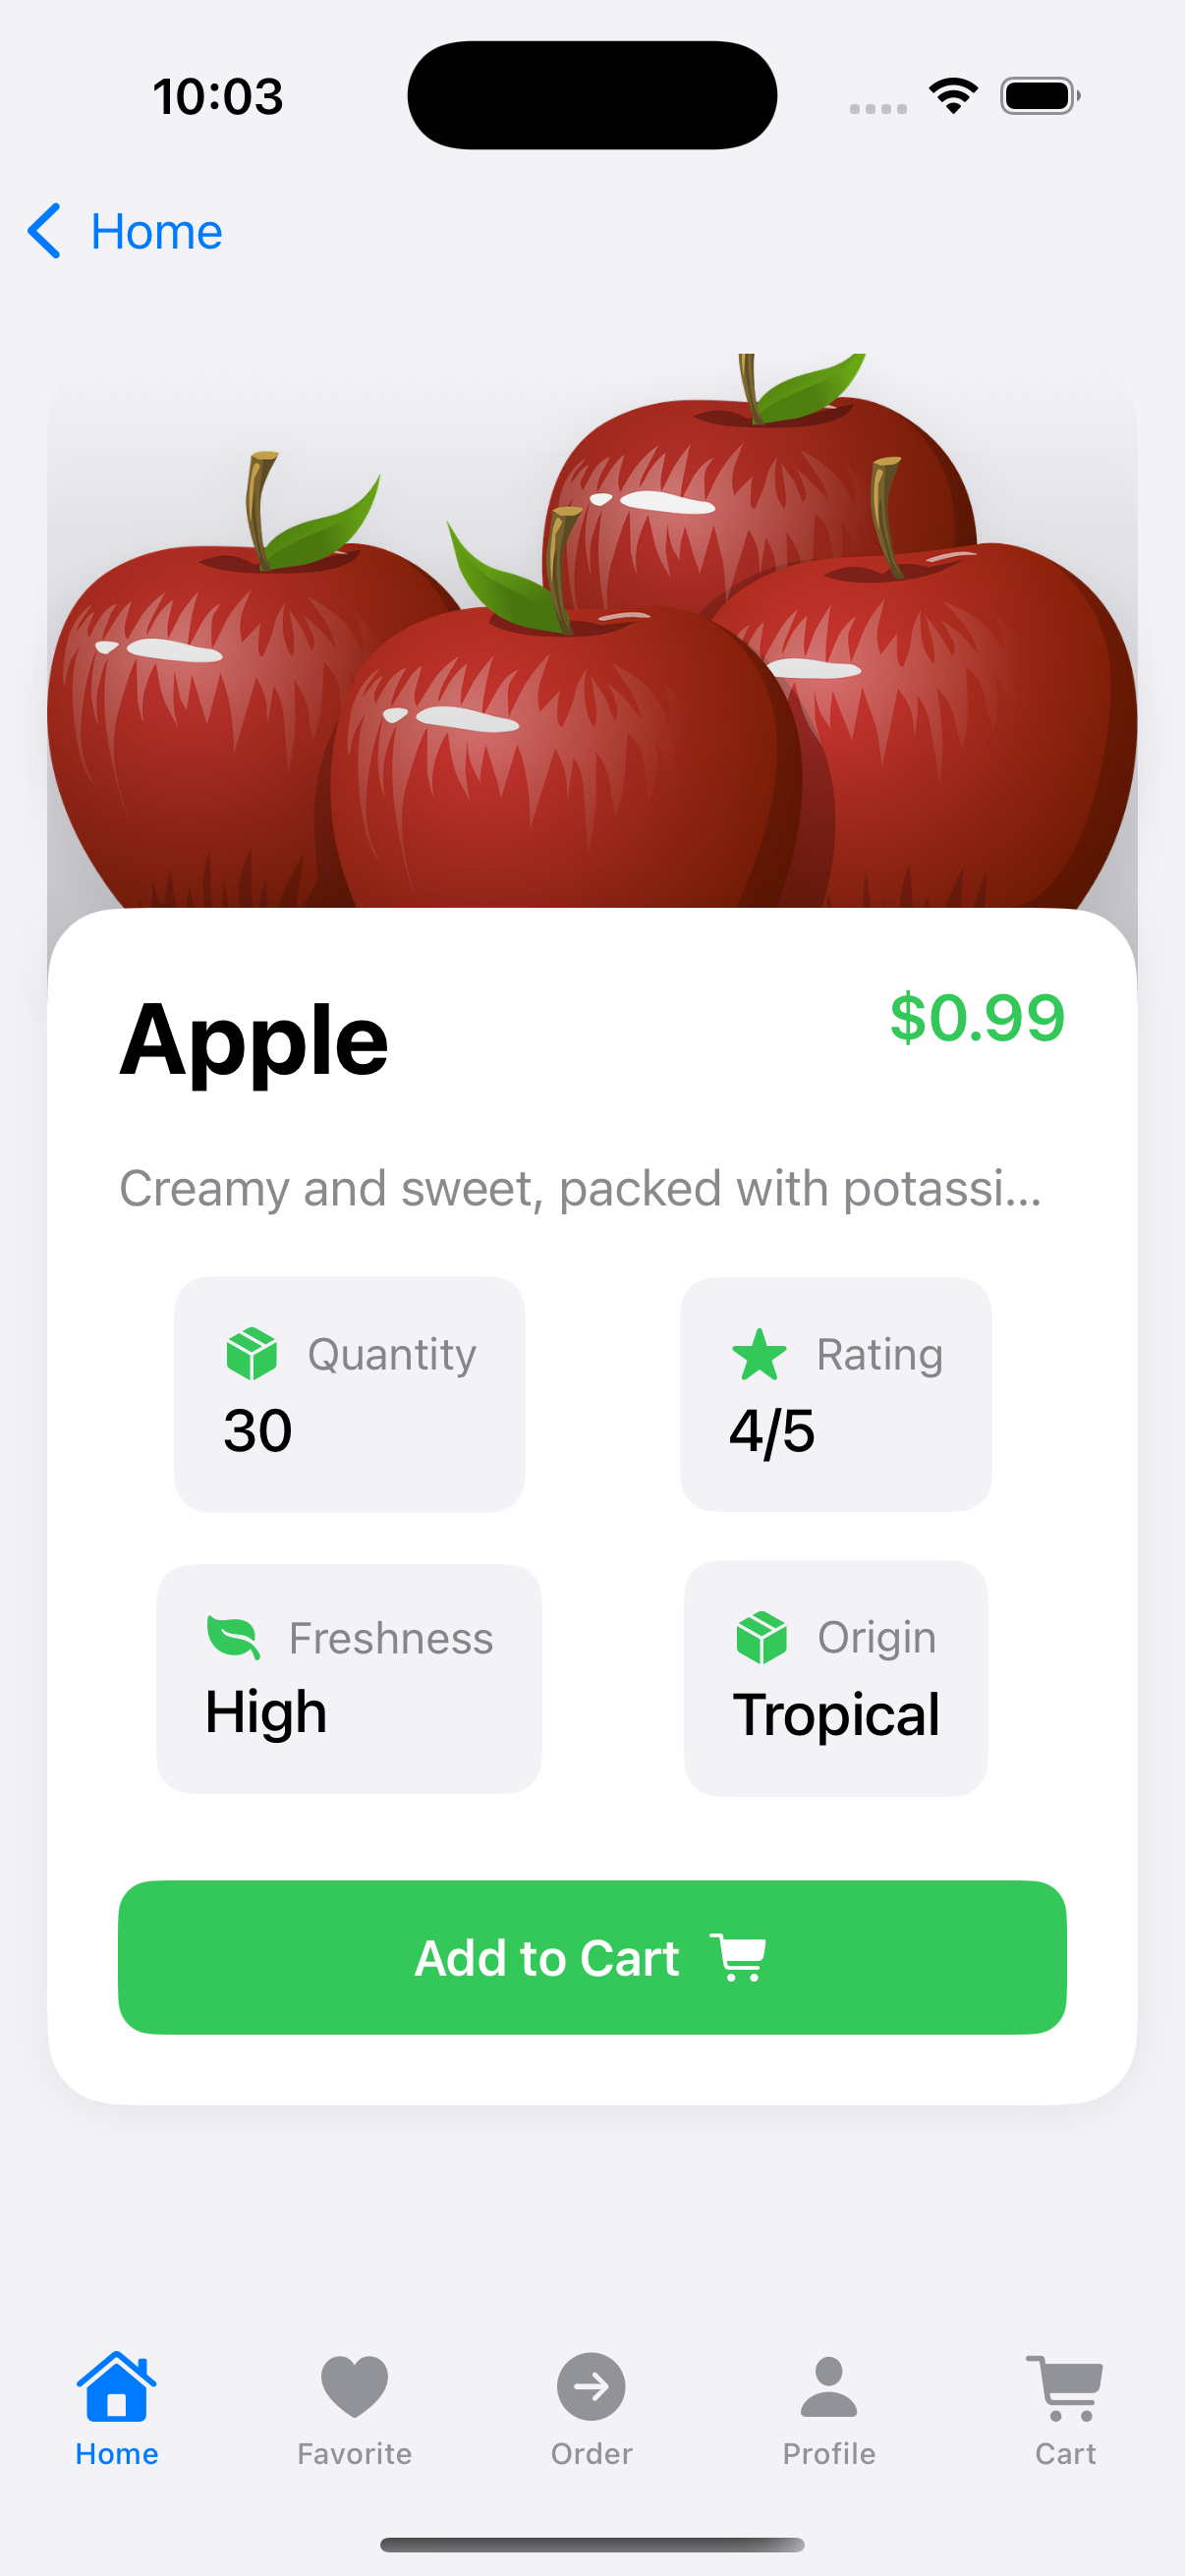 10:03
Home
Apple
$0.99
Creamy and sweet, packed with potassi...
Quantity
30
Rating
4/5
Freshness
High
Origin
Tropical
Add to Cart
Home
Favorite
Order
Profile
Cart